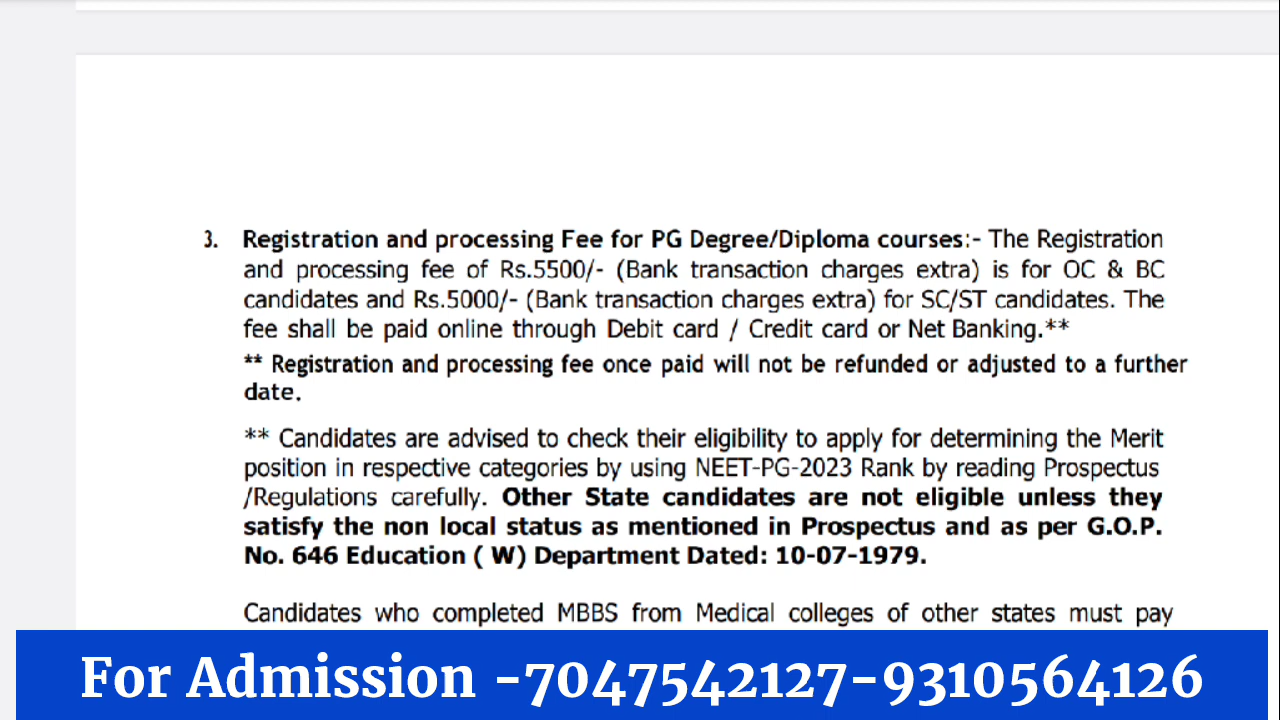 3. Registration and processing Fee for PG Degree/Diploma courses:- The Registration
and processing fee of Rs.5500/- (Bank transaction charges extra) is for OC & BC
candidates and Rs.5000/- (Bank transaction charges extra) for SC/ST candidates. The
fee shall be paid online through Debit card / Credit card or Net Banking.**
** Registration and processing fee once paid will not be refunded or adjusted to a further
date.
** Candidates are advised to check their eligibility to apply for determining the Merit
position in respective categories by using NEET-PG-2023 Rank by reading Prospectus
/Regulations carefully. Other State candidates are not eligible unless they
satisfy the non local status as mentioned in Prospectus and as per G.O.P.
No. 646 Education ( W) Department Dated: 10-07-1979.
Candidates who completed MBBS from Medical colleges of other states must pay
For Admission -7047542127-9310564126